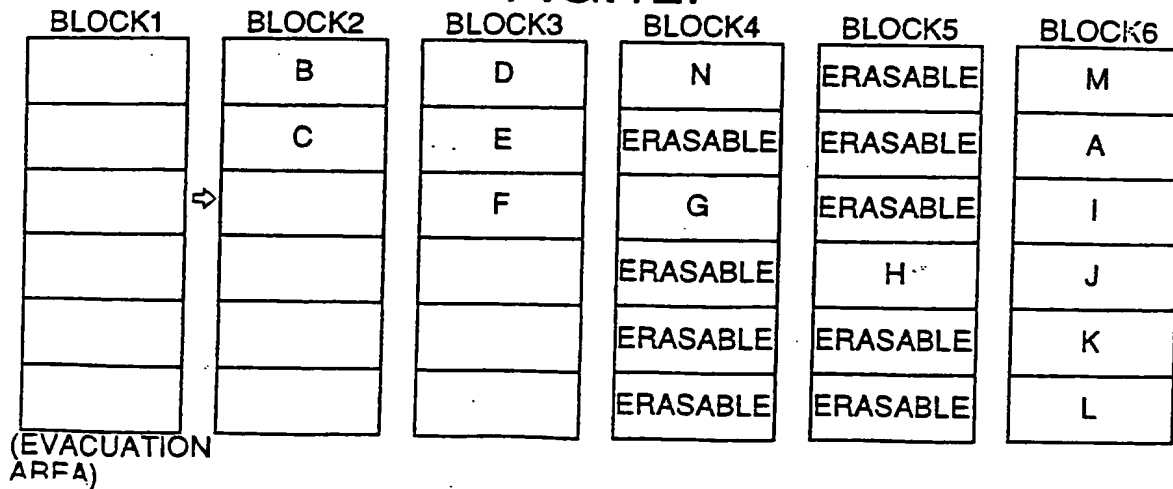 BLOCK1 BLOCK2 BLOCK3 BLOCK4 BLOCK5 BLOCK6
B D N ERASABLE M
C E ERASABLE ERASABLE A
F G ERASABLE I
ERASABLE H J
ERASABLE ERASABLE K
ERASABLE ERASABLE L
(EVACUATION
AREA)